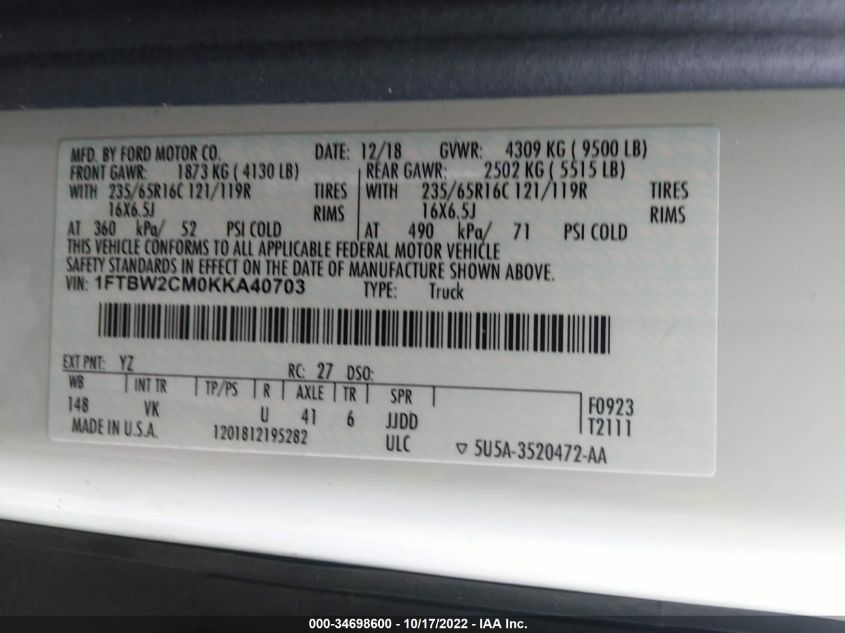 MFD. BY FORD MOTOR CO. DATE: 12/18 GVWR: 4309 KG ( 9500 LB)
FRONT GAWR: 1873 KG ( 4130 LB) REAR GAWR: 2502 KG ( 5515 LB)
WITH 235/65R16C 121/119R TIRES WITH 235/65R16C 121/119R TIRES
16X6.5J RIMS 16X6.5J RIMS
AT 360 kPa/ 52 PSI COLD AT 490 kPa/ 71 PSI COLD
THIS VEHICLE CONFORMS TO ALL APPLICABLE FEDERAL MOTOR VEHICLE
SAFETY STANDARDS IN EFFECT ON THE DATE OF MANUFACTURE SHOWN ABOVE.
VIN: 1FTBW2CM0KKA40703 TYPE: Truck
EXT PNT: YZ RC: 27 DSO:
WB INT TR TP/PS R AXLE TR SPR
148 VK U 41 6 JJDD F0923
MADE IN U.S.A. 1201812195282 ULC T2111
5U5A-3520472-AA
000-34698600 - 10/17/2022 - IAA Inc.